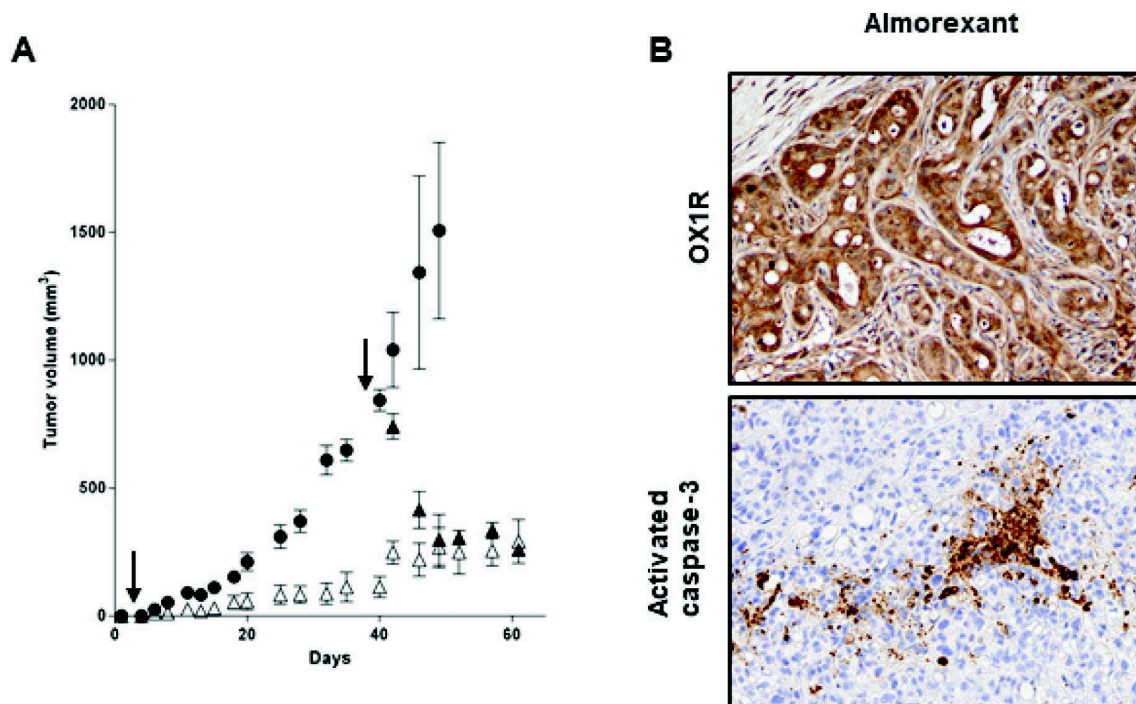 A
2000
1500
1000
500
0
Tumor volume (mm³)
0
20
40
60
Days
B
Almorexant
OX1R
Activated
caspase-3